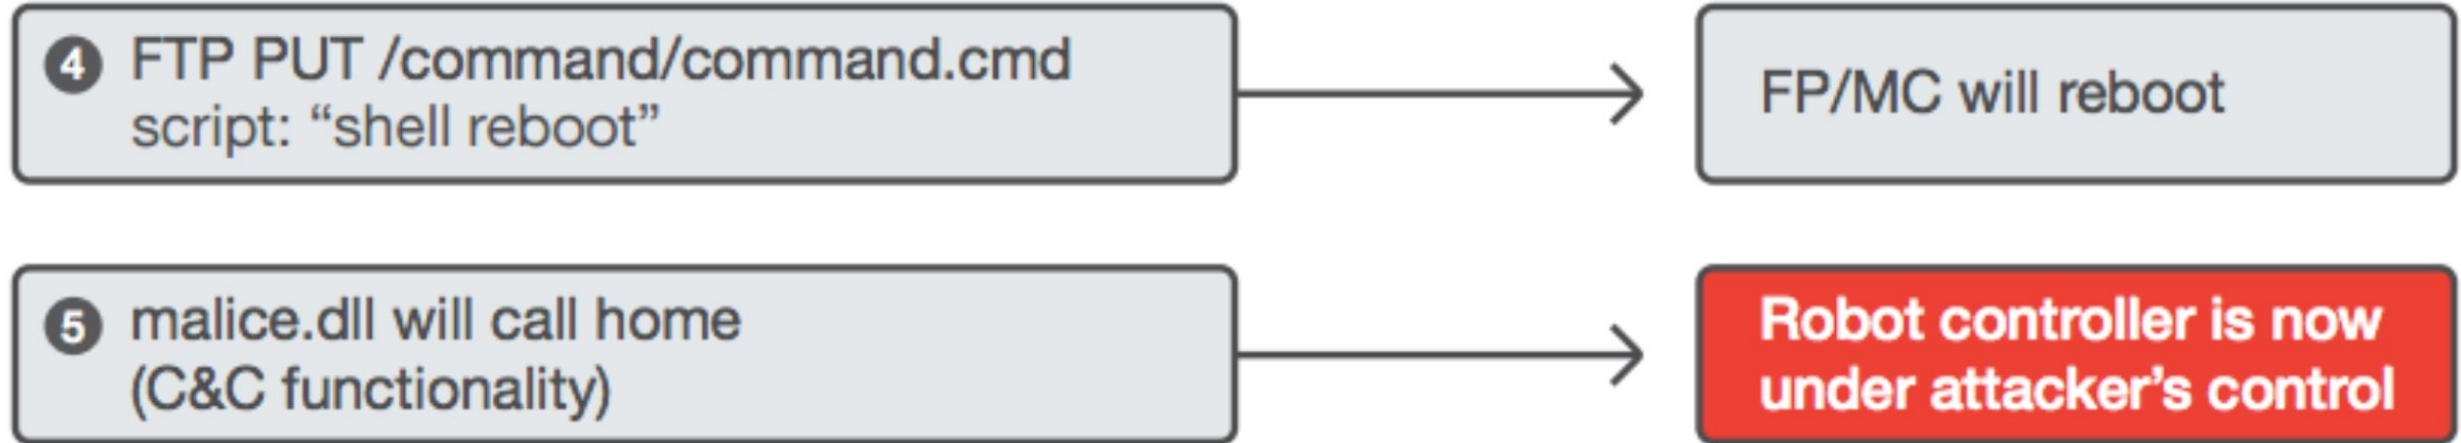 4 FTP PUT /command/command.cmd
script: “shell reboot”
FP/MC will reboot
5 malice.dll will call home
(C&C functionality)
Robot controller is now
under attacker’s control